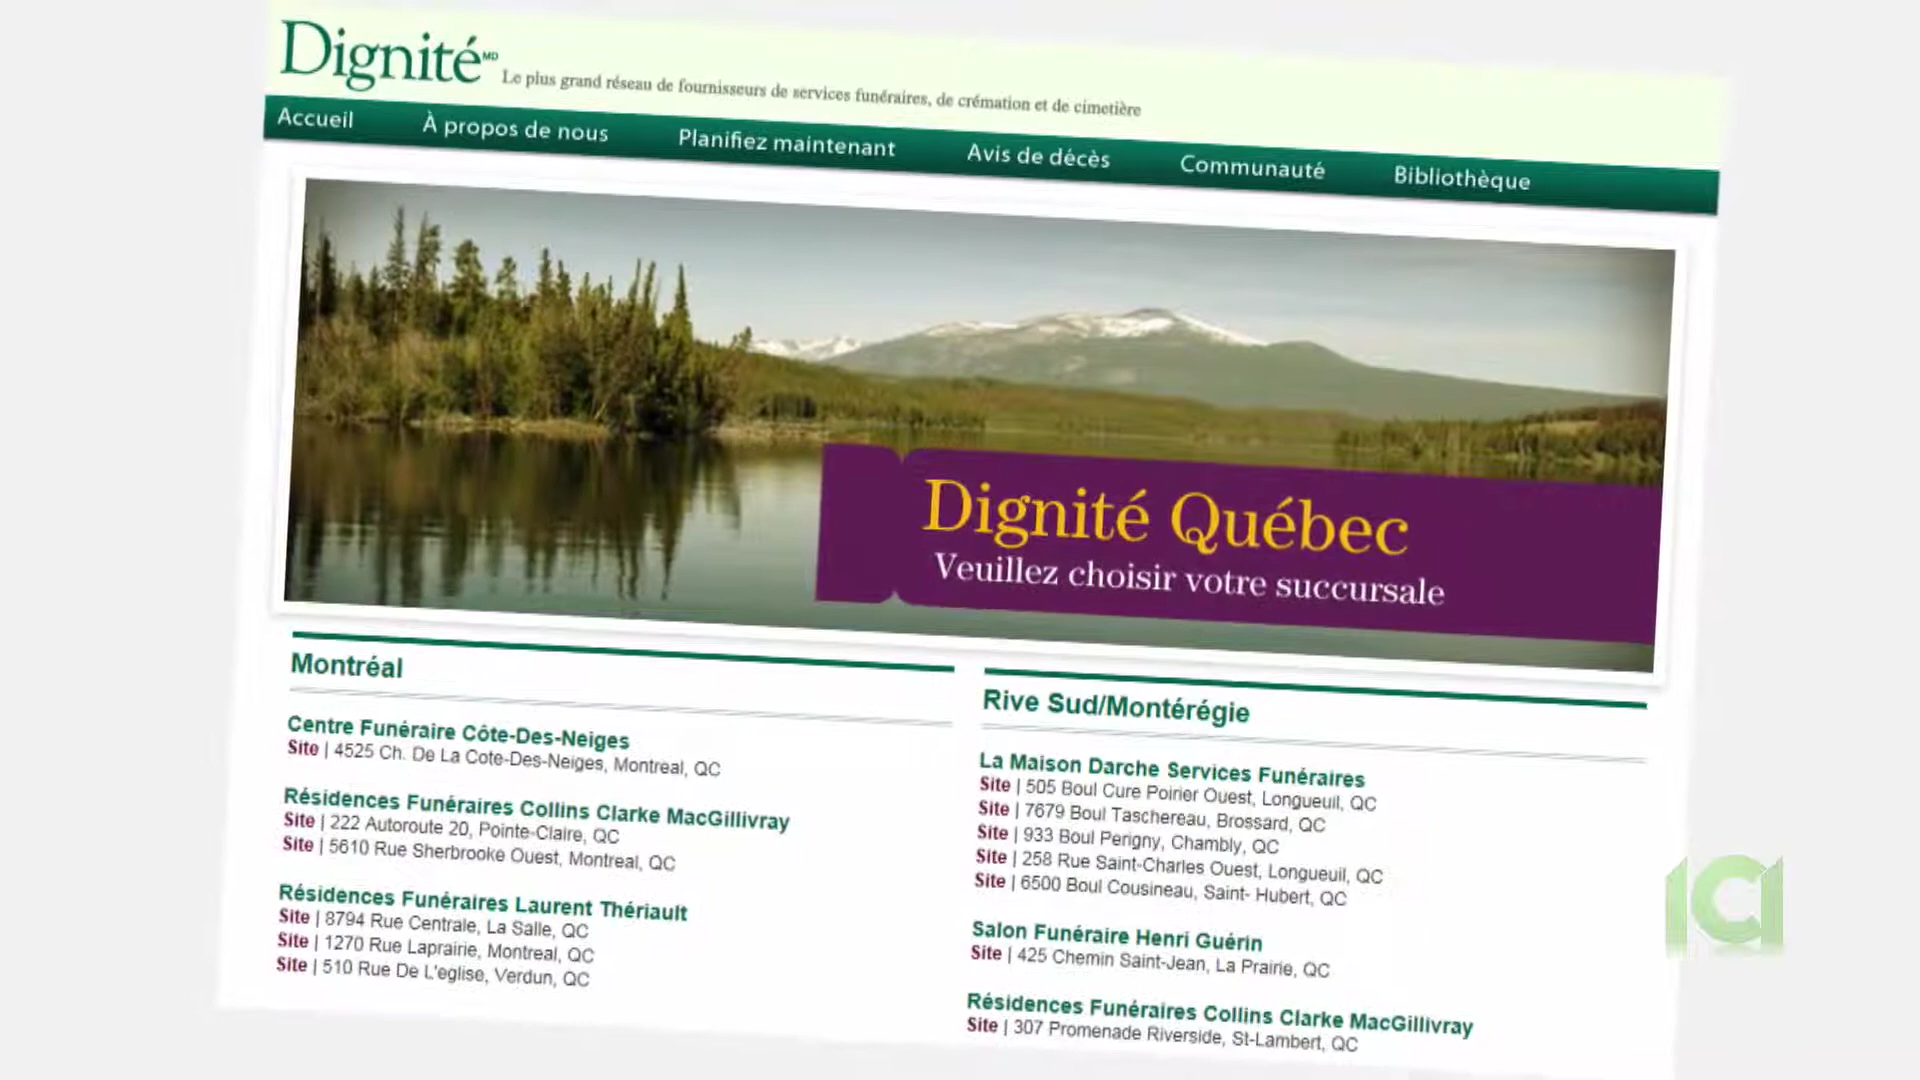 Dignité MD Le plus grand réseau de fournisseurs de services funéraires, de crémation et de cimetière
Accueil À propos de nous Planifiez maintenant Avis de décès Communauté Bibliothèque
Dignité Québec
Veuillez choisir votre succursale
Montréal
Centre Funéraire Côte-Des-Neiges
Site | 4525 Ch. De La Cote-Des-Neiges, Montreal, QC
Résidences Funéraires Collins Clarke MacGillivray
Site | 222 Autoroute 20, Pointe-Claire, QC
Site | 5610 Rue Sherbrooke Ouest, Montreal, QC
Résidences Funéraires Laurent Thériault
Site | 8794 Rue Centrale, La Salle, QC
Site | 1270 Rue Laprairie, Montreal, QC
Site | 510 Rue De L'eglise, Verdun, QC
Rive Sud/Montérégie
La Maison Darche Services Funéraires
Site | 505 Boul Cure Poirier Ouest, Longueuil, QC
Site | 7679 Boul Taschereau, Brossard, QC
Site | 933 Boul Perigny, Chambly, QC
Site | 258 Rue Saint-Charles Ouest, Longueuil, QC
Site | 6500 Boul Cousineau, Saint- Hubert, QC
Salon Funéraire Henri Guérin
Site | 425 Chemin Saint-Jean, La Prairie, QC
Résidences Funéraires Collins Clarke MacGillivray
Site | 307 Promenade Riverside, St-Lambert, QC
ICI